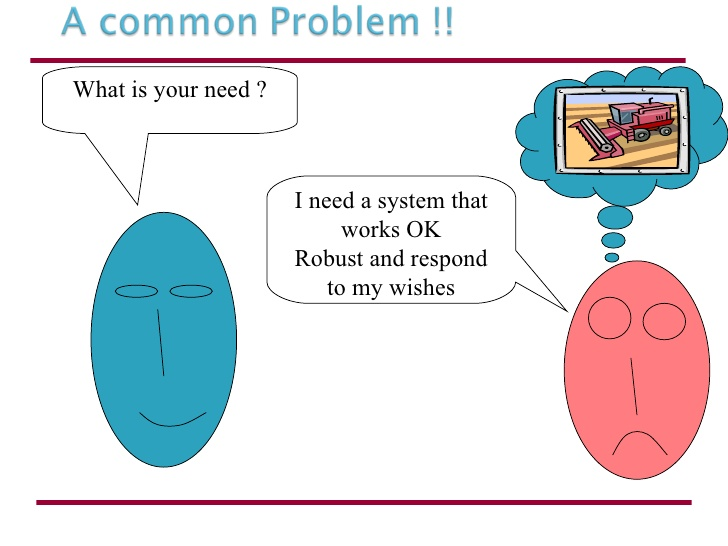 A common Problem !!
What is your need ?
I need a system that
works OK
Robust and respond
to my wishes